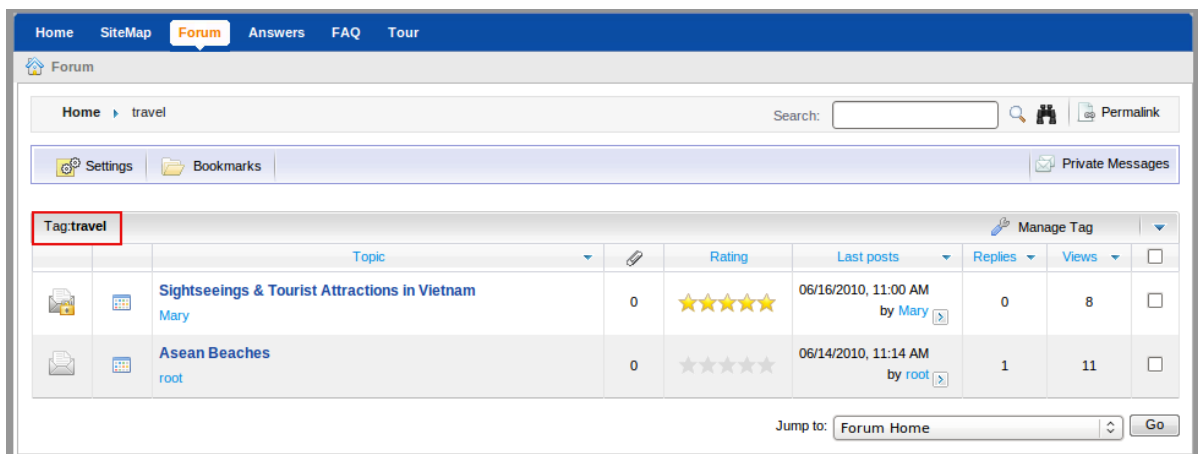 Home SiteMap Forum Answers FAQ Tour
Forum
Home travel Search: Permalink
Settings Bookmarks Private Messages
Tag:travel Manage Tag
Topic Rating Last posts Replies Views
Sightseeings & Tourist Attractions in Vietnam 0 06/16/2010, 11:00 AM 0 8
Mary by Mary
Asean Beaches 0 06/14/2010, 11:14 AM 1 11
root by root
Jump to: Forum Home Go